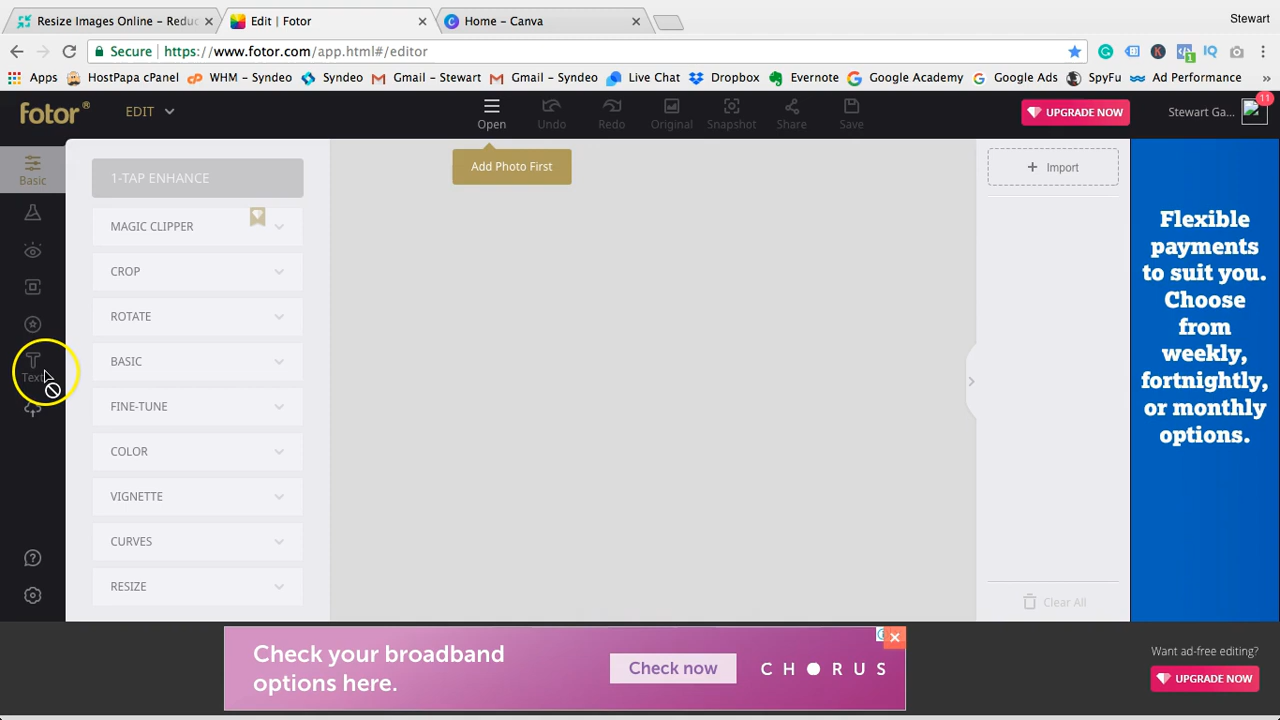 Resize Images Online - Redu
Edit | Fotor
Home - Canva
Stewart
Secure
https://www.fotor.com/app.html#/editor
Apps
HostPapa cPanel
WHM - Syndeo
Syndeo
Gmail - Stewart
Gmail - Syndeo
Live Chat
Dropbox
Evernote
Google Academy
Google Ads
SpyFu
Ad Performance
»
fotor®
EDIT
Open
Undo
Redo
Original
Snapshot
Share
Save
UPGRADE NOW
Stewart Ga...
11
Add Photo First
Basic
Text
1-TAP ENHANCE
MAGIC CLIPPER
CROP
ROTATE
BASIC
FINE-TUNE
COLOR
VIGNETTE
CURVES
RESIZE
+ Import
Clear All
Flexible
payments
to suit you.
Choose
from
weekly,
fortnightly,
or monthly
options.
Check your broadband
options here.
Check now
CHORUS
Want ad-free editing?
UPGRADE NOW